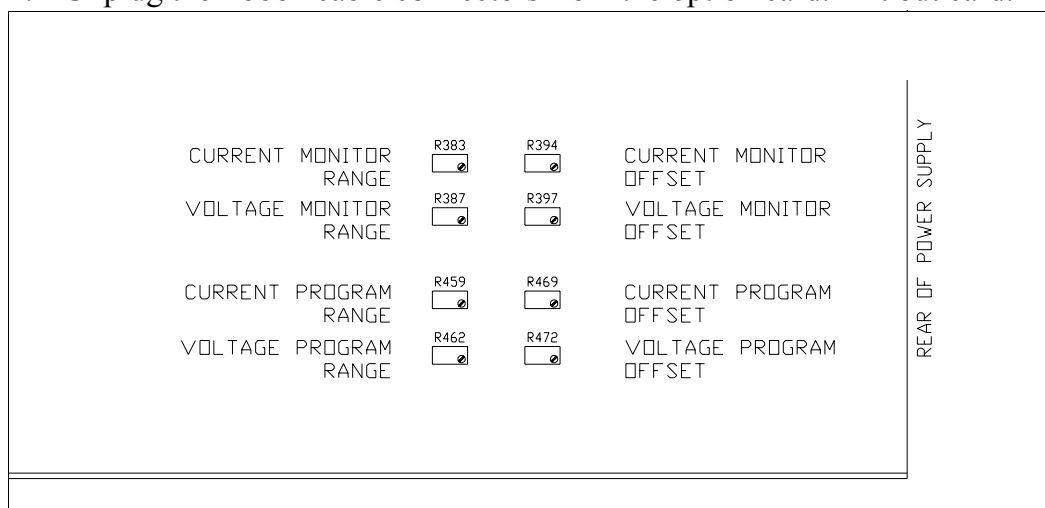 R383 R394
CURRENT MONITOR
RANGE
CURRENT MONITOR
OFFSET
R387 R397
VOLTAGE MONITOR
RANGE
VOLTAGE MONITOR
OFFSET
R459 R469
CURRENT PROGRAM
RANGE
CURRENT PROGRAM
OFFSET
R462 R472
VOLTAGE PROGRAM
RANGE
VOLTAGE PROGRAM
OFFSET
REAR OF POWER SUPPLY